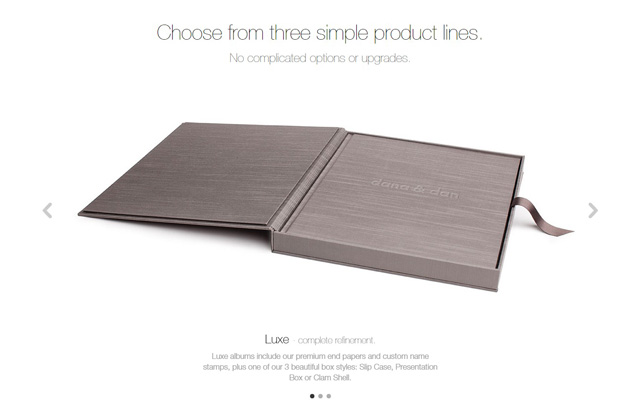 Choose from three simple product lines.
No complicated options or upgrades.
dana & dan
Luxe - complete refinement.
Luxe albums include our premium end papers and custom name
stamps, plus one of our 3 beautiful box styles: Slip Case, Presentation
Box or Clam Shell.